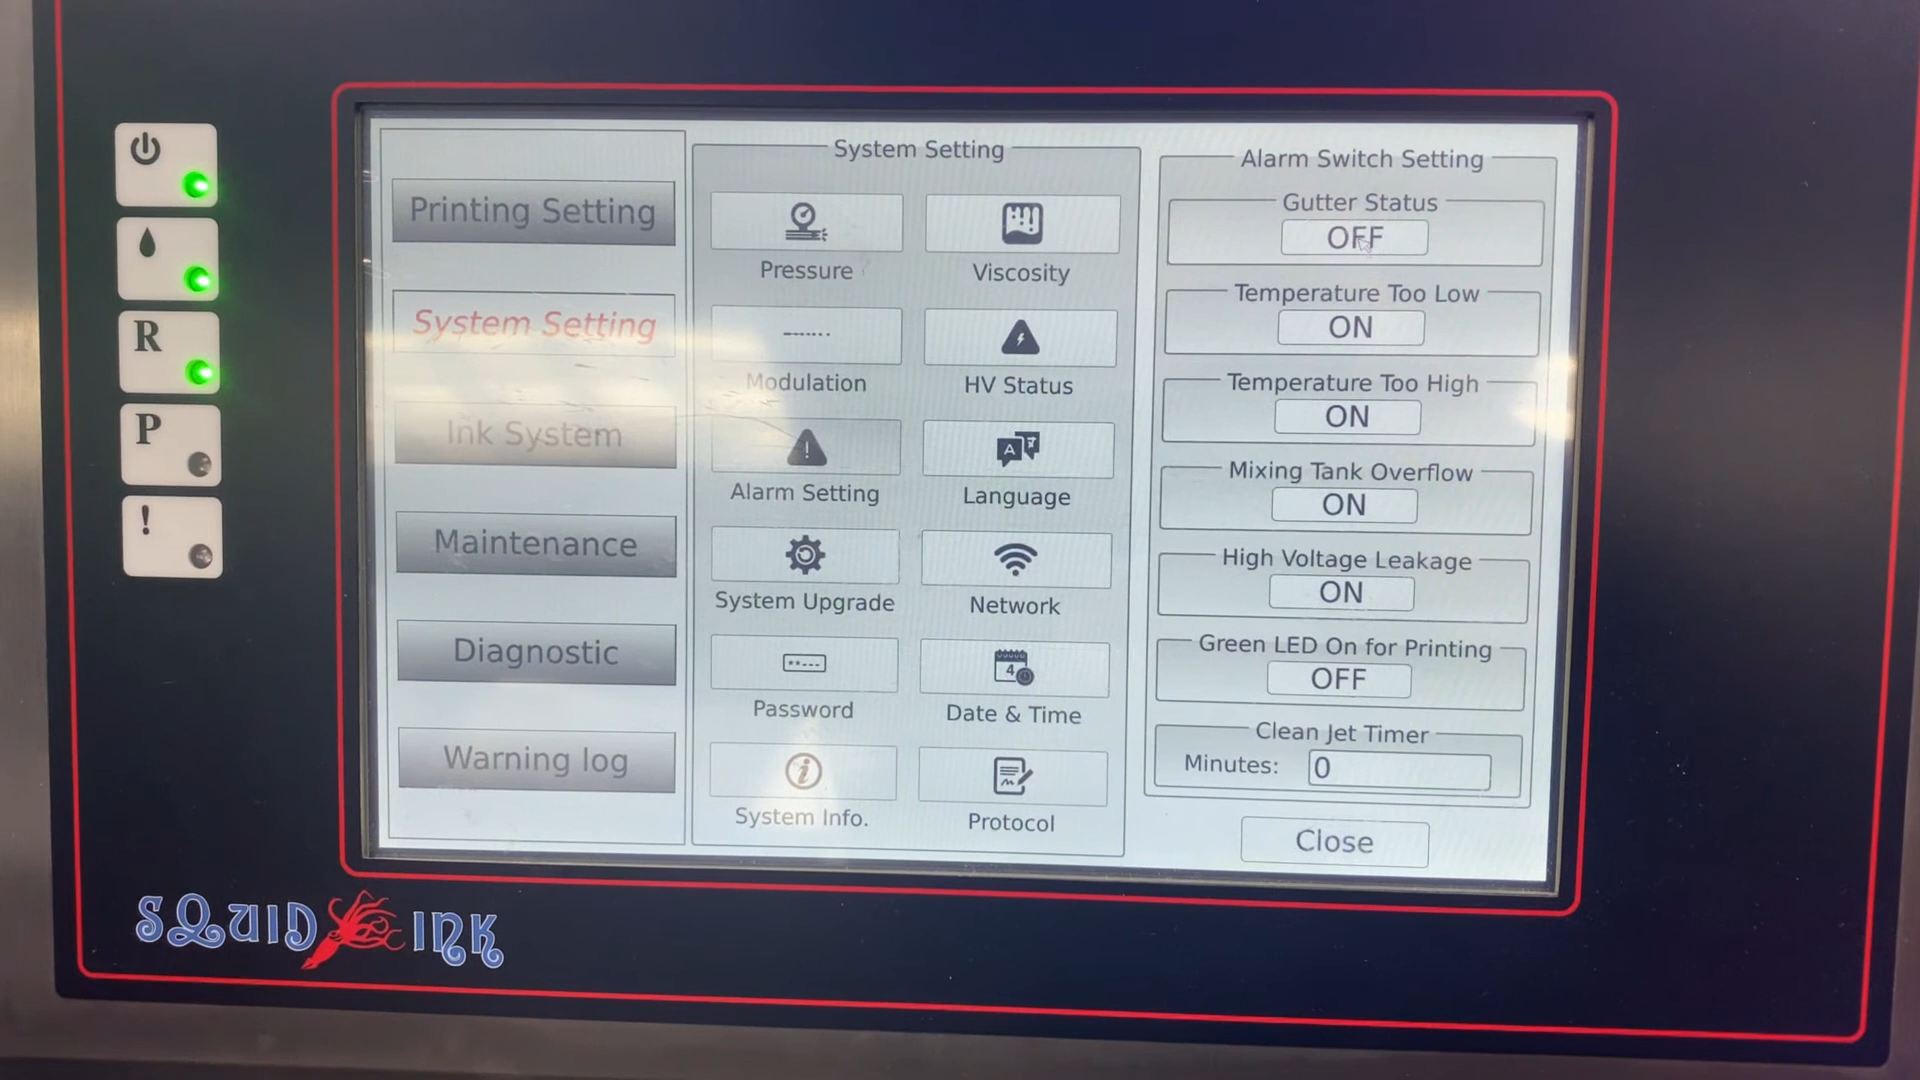 R
P
!
Printing Setting
System Setting
Ink System
Maintenance
Diagnostic
Warning log
System Setting
Pressure
Viscosity
Modulation
HV Status
Alarm Setting
Language
System Upgrade
Network
Password
Date & Time
System Info.
Protocol
Alarm Switch Setting
Gutter Status
OFF
Temperature Too Low
ON
Temperature Too High
ON
Mixing Tank Overflow
ON
High Voltage Leakage
ON
Green LED On for Printing
OFF
Clean Jet Timer
Minutes: 0
Close
SQUID INK